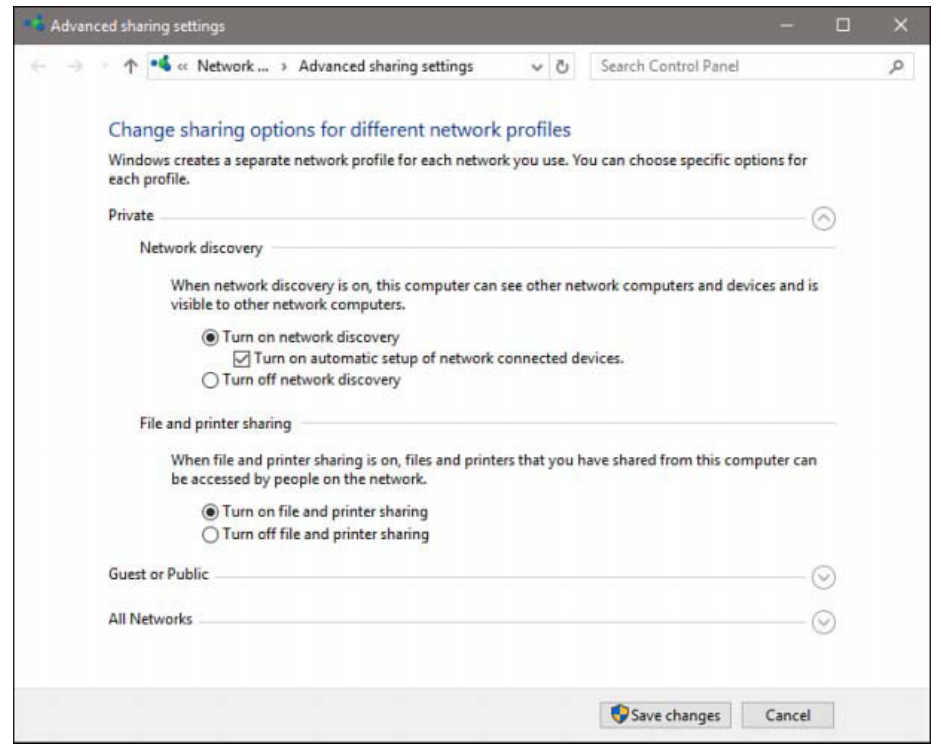 Advanced sharing settings
« Network ... › Advanced sharing settings
Search Control Panel
Change sharing options for different network profiles
Windows creates a separate network profile for each network you use. You can choose specific options for
each profile.
Private
Network discovery
When network discovery is on, this computer can see other network computers and devices and is
visible to other network computers.
Turn on network discovery
Turn on automatic setup of network connected devices.
Turn off network discovery
File and printer sharing
When file and printer sharing is on, files and printers that you have shared from this computer can
be accessed by people on the network.
Turn on file and printer sharing
Turn off file and printer sharing
Guest or Public
All Networks
Save changes
Cancel